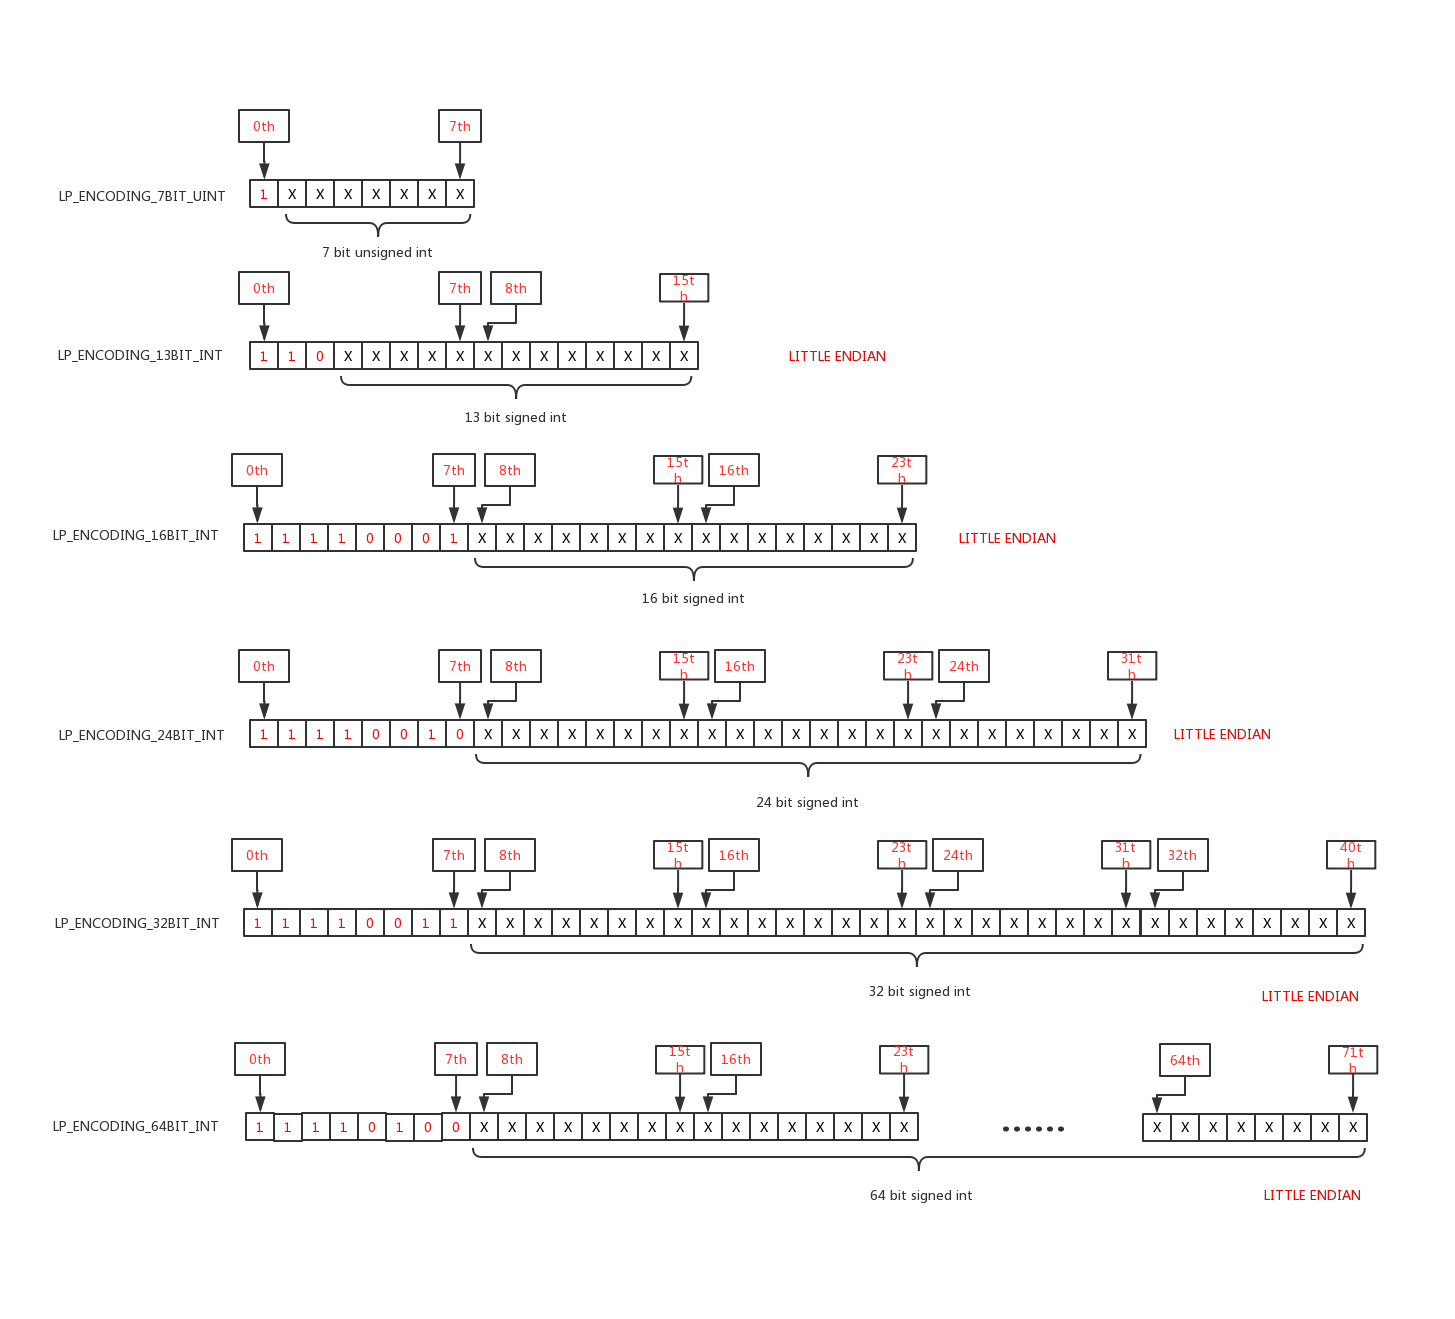 0th 7th
LP_ENCODING_7BIT_UINT 1 X X X X X X X
7 bit unsigned int
0th 7th 8th 15th
LP_ENCODING_13BIT_INT 1 1 0 X X X X X X X X X X X X X LITTLE ENDIAN
13 bit signed int
0th 7th 8th 15th 16th 23th
LP_ENCODING_16BIT_INT 1 1 1 1 0 0 0 1 X X X X X X X X X X X X X X X X LITTLE ENDIAN
16 bit signed int
0th 7th 8th 15th 16th 23th 24th 31th
LP_ENCODING_24BIT_INT 1 1 1 1 0 0 1 0 X X X X X X X X X X X X X X X X X X X X X X X X LITTLE ENDIAN
24 bit signed int
0th 7th 8th 15th 16th 23th 24th 31th 32th 40th
LP_ENCODING_32BIT_INT 1 1 1 1 0 0 1 1 X X X X X X X X X X X X X X X X X X X X X X X X X X X X X X X X
32 bit signed int
LITTLE ENDIAN
0th 7th 8th 15th 16th 23th 64th 71th
LP_ENCODING_64BIT_INT 1 1 1 1 0 1 0 0 X X X X X X X X X X X X X X X X ...... X X X X X X X X
64 bit signed int LITTLE ENDIAN